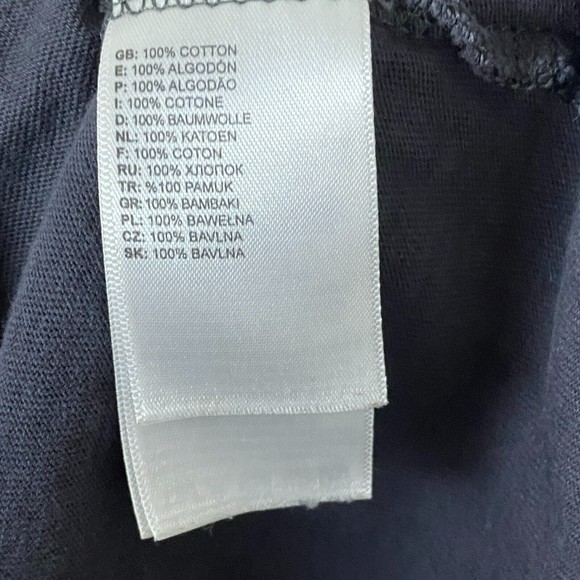 GB: 100% COTTON
E: 100% ALGODÓN
P: 100% ALGODÃO
I: 100% COTONE
D: 100% BAUMWOLLE
NL: 100% KATOEN
F: 100% COTON
RU: 100% ХЛОПОК
TR: %100 PAMUK
GR: 100% BAMBAKI
PL: 100% BAWEŁNA
CZ: 100% BAVLNA
SK: 100% BAVLNA